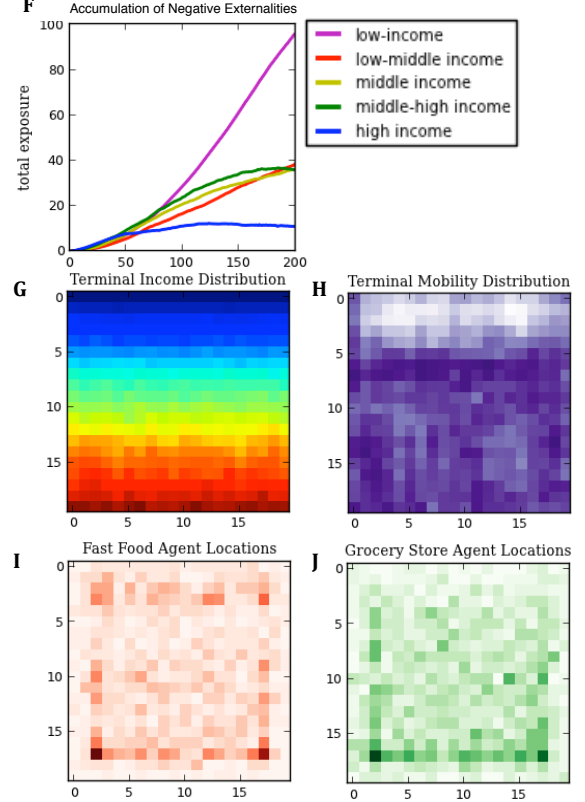 F
Accumulation of Negative Externalities
100
80
60
40
20
0
total exposure
0 50 100 150 200
low-income
low-middle income
middle income
middle-high income
high income
G
Terminal Income Distribution
0
5
10
15
0 5 10 15
H
Terminal Mobility Distribution
0
5
10
15
0 5 10 15
I
Fast Food Agent Locations
0
5
10
15
0 5 10 15
J
Grocery Store Agent Locations
0
5
10
15
0 5 10 15